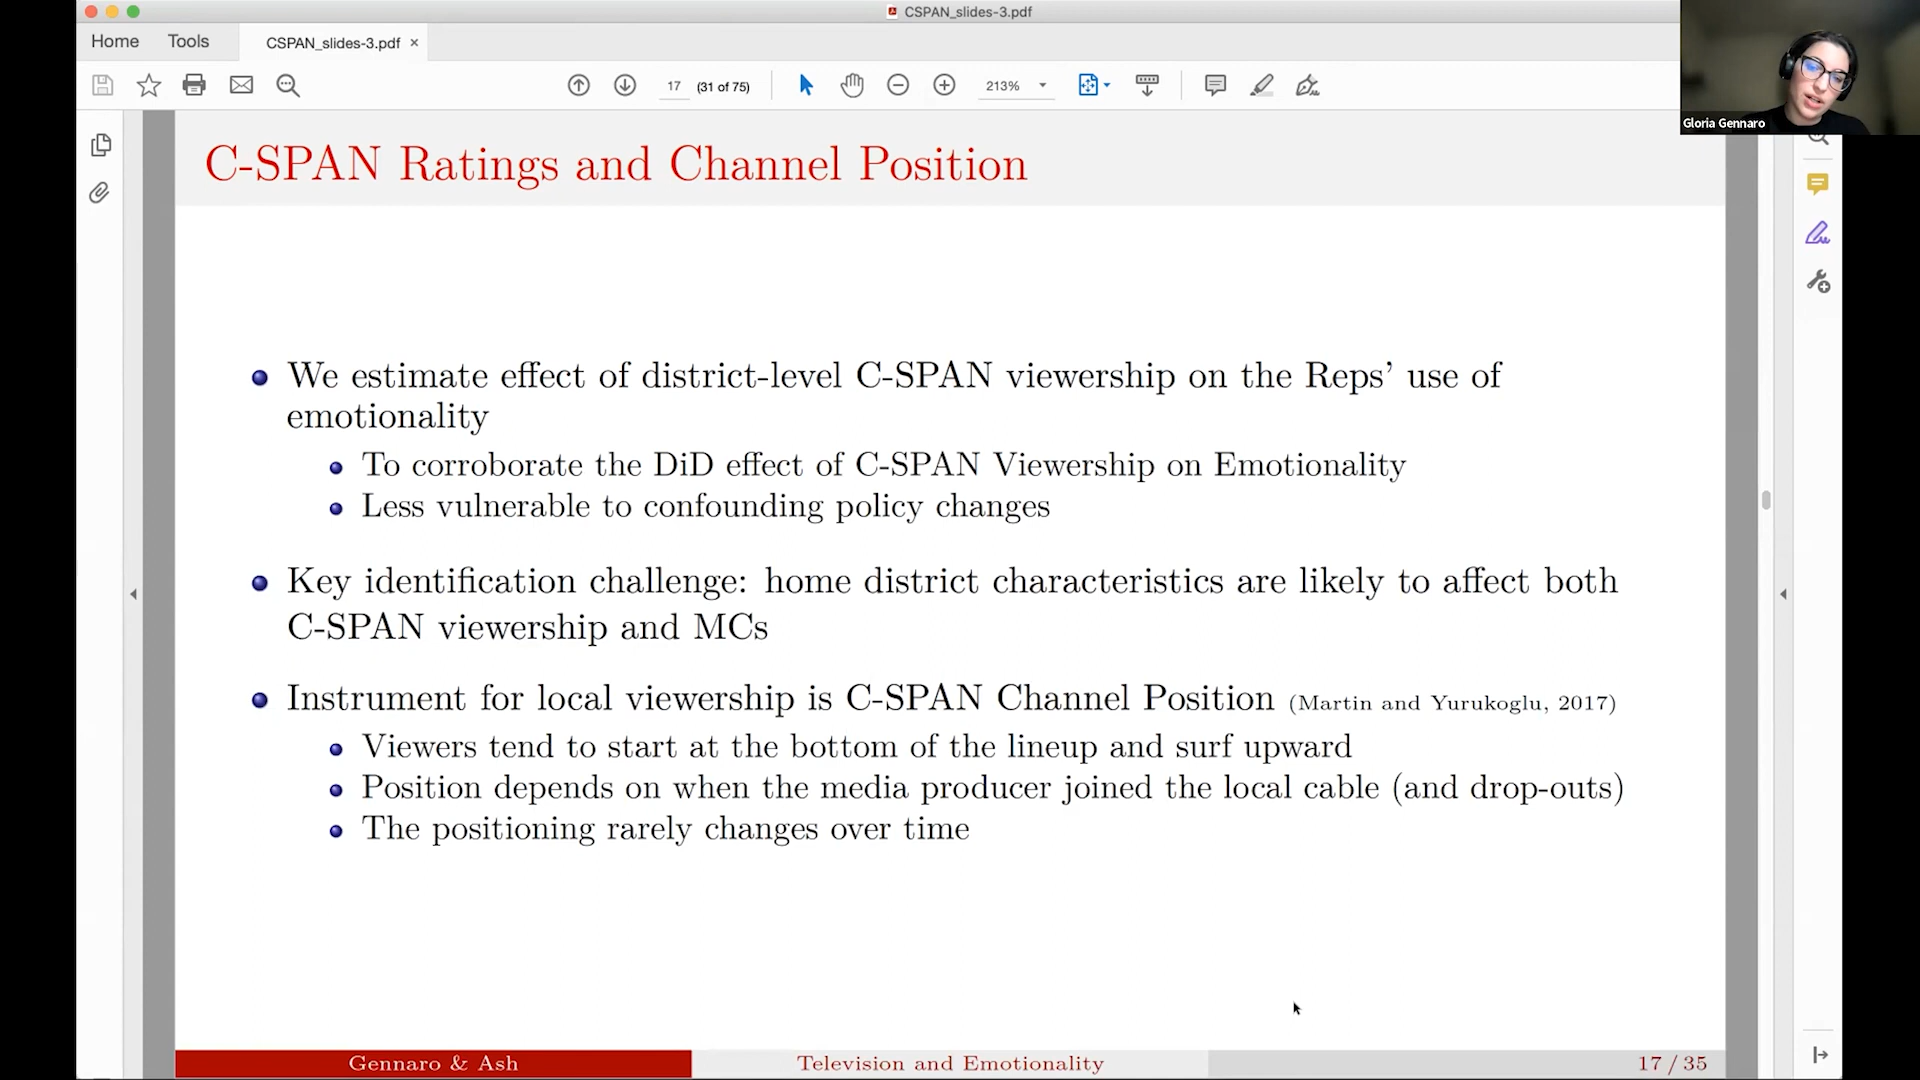 CSPAN_slides-3.pdf
Home
Tools
CSPAN_slides-3.pdf ×
17
(31 of 75)
213%
Gloria Gennaro
C-SPAN Ratings and Channel Position
We estimate effect of district-level C-SPAN viewership on the Reps' use of
emotionality
To corroborate the DiD effect of C-SPAN Viewership on Emotionality
Less vulnerable to confounding policy changes
Key identification challenge: home district characteristics are likely to affect both
C-SPAN viewership and MCs
Instrument for local viewership is C-SPAN Channel Position (Martin and Yurukoglu, 2017)
Viewers tend to start at the bottom of the lineup and surf upward
Position depends on when the media producer joined the local cable (and drop-outs)
The positioning rarely changes over time
Gennaro & Ash
Television and Emotionality
17 / 35